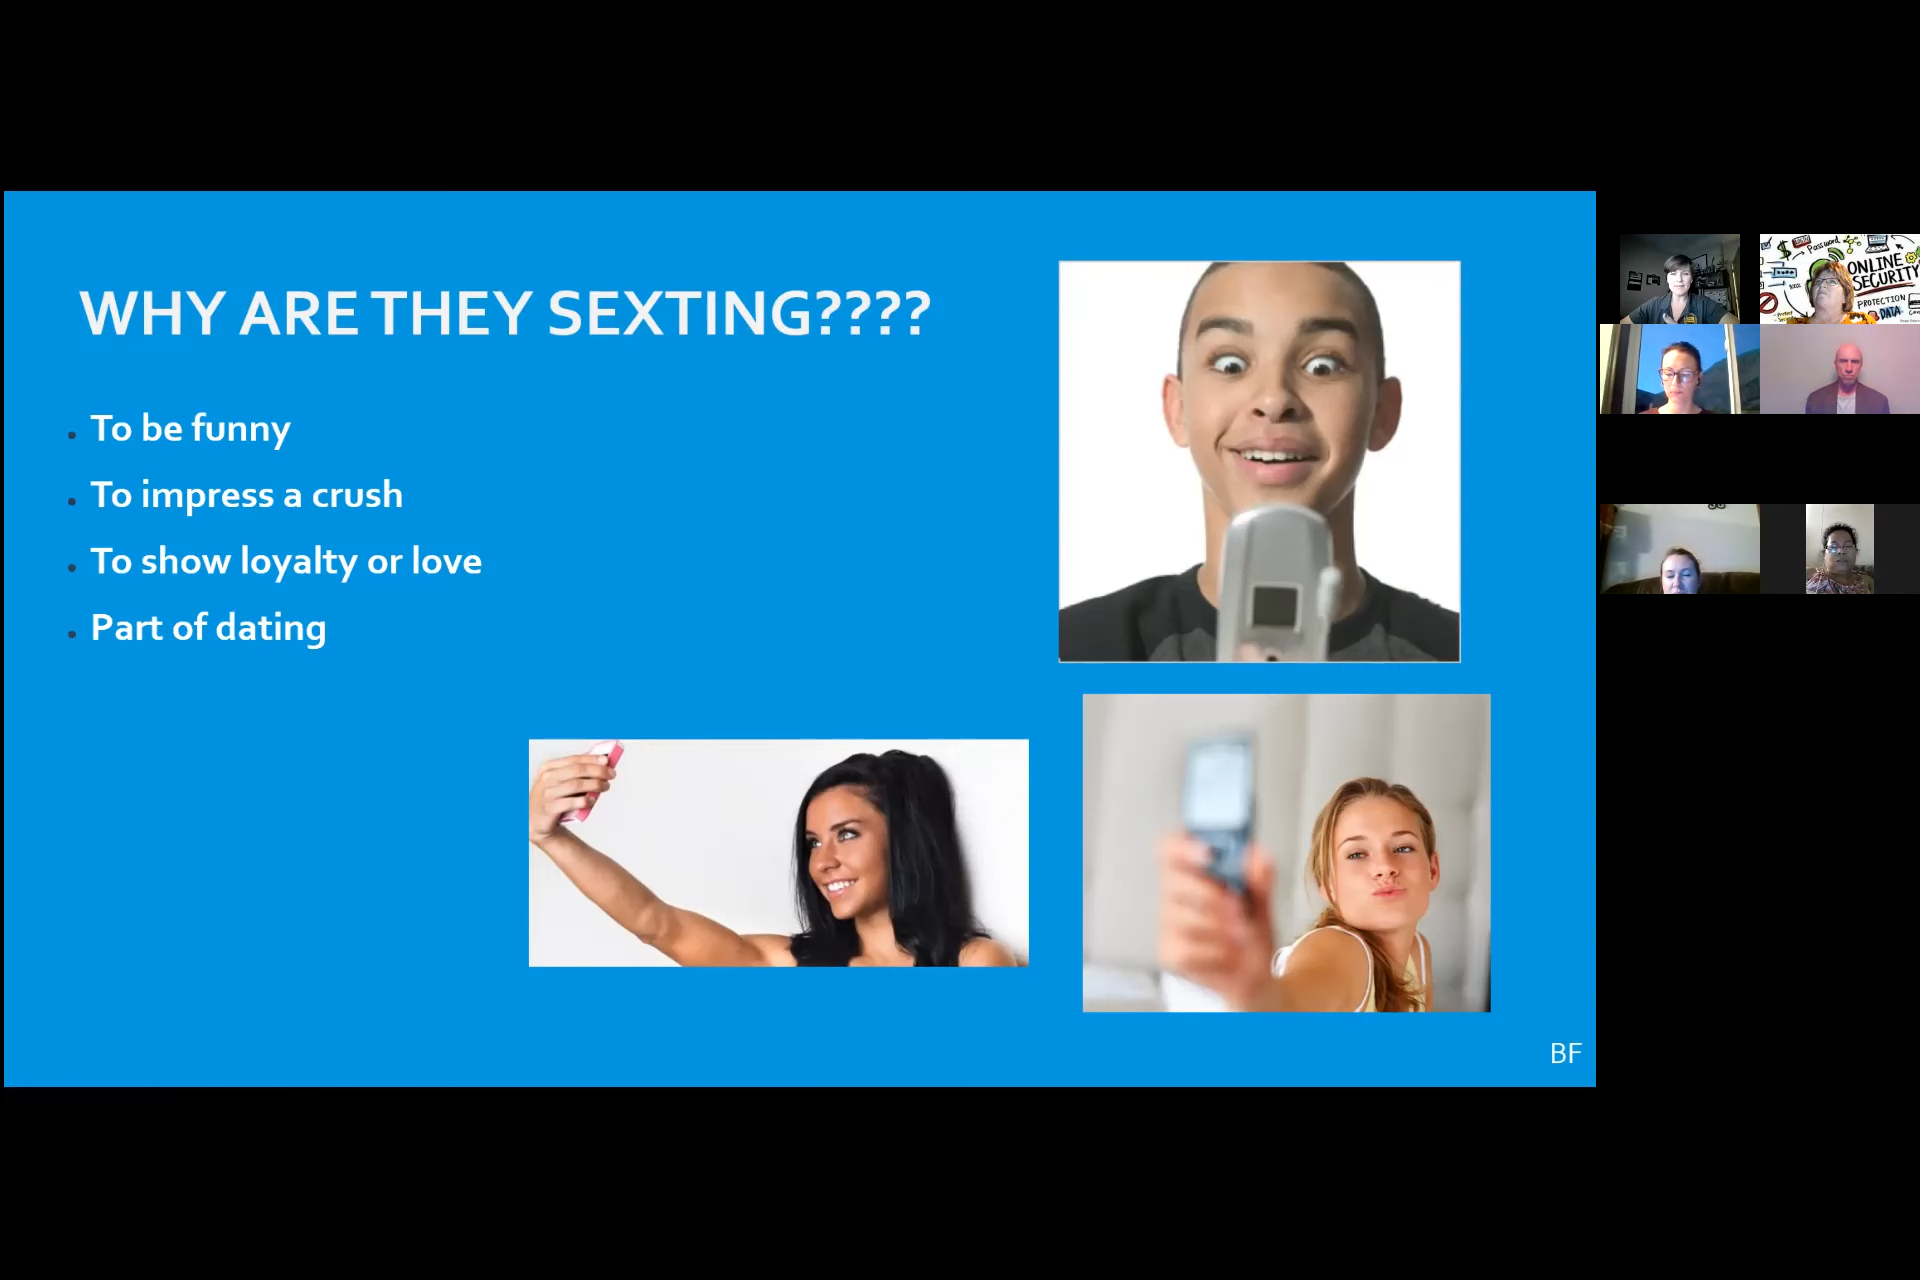 WHY ARE THEY SEXTING????
To be funny
To impress a crush
To show loyalty or love
Part of dating
BF
Password
ONLINE
SECURITY
PROTECTION
DATA